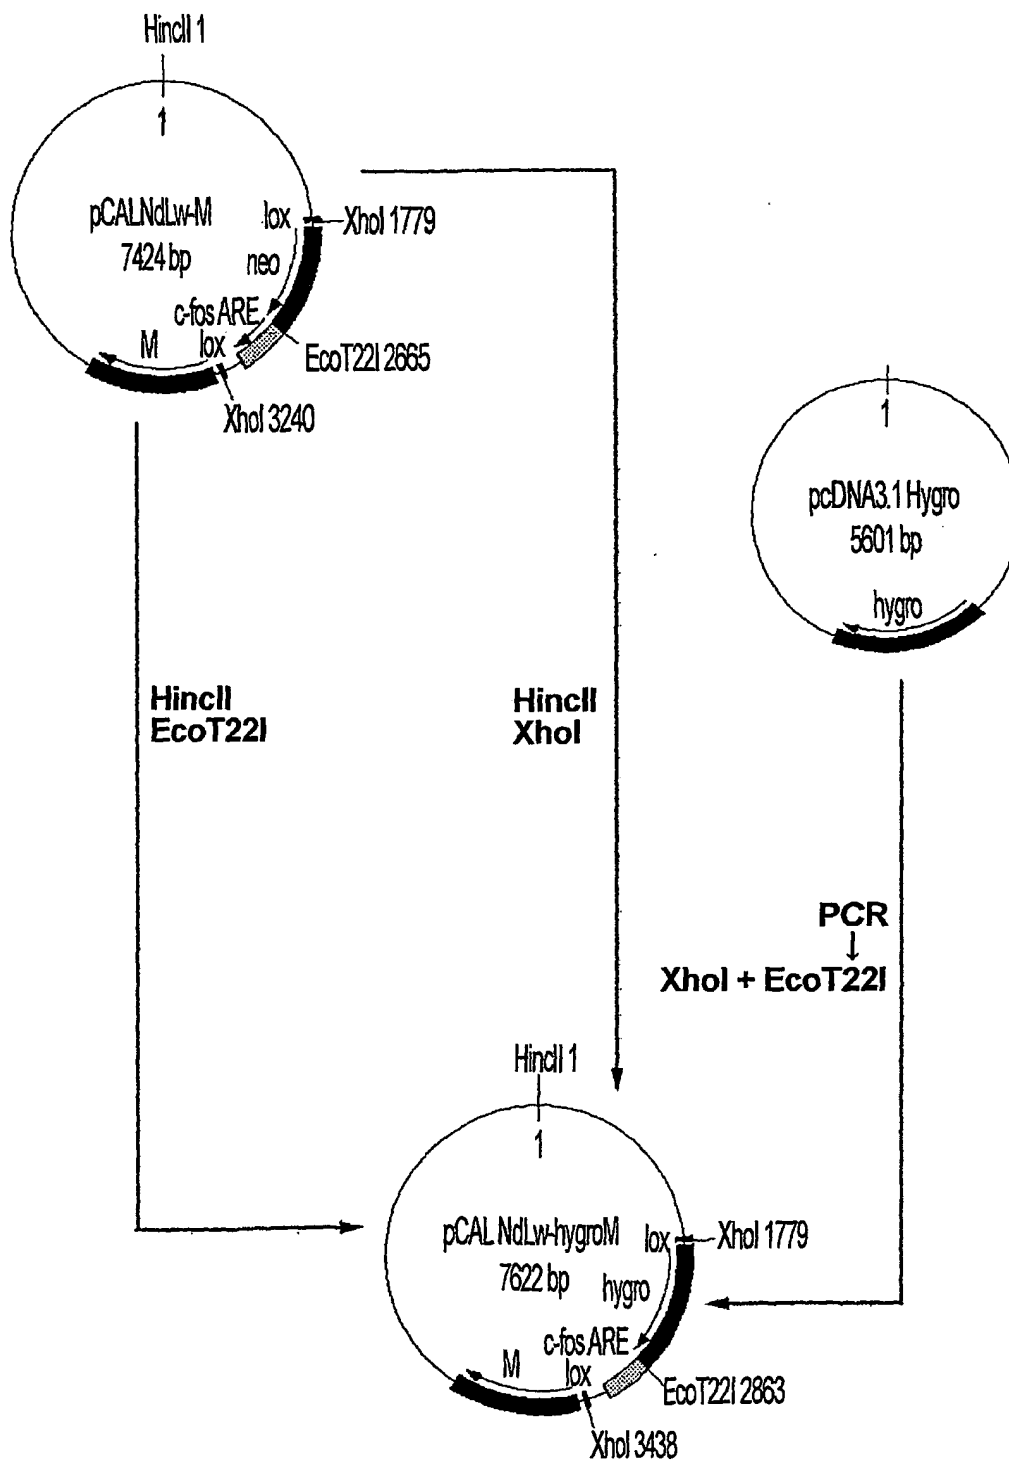 HincII 1
1
pCALNdLw-M
7424 bp
lox
XhoI 1779
neo
c-fos ARE
M
lox
EcoT22I 2665
XhoI 3240
1
pcDNA3.1 Hygro
5601 bp
hygro
HincII
EcoT22I
HincII
XhoI
PCR
↓
XhoI + EcoT22I
HincII 1
1
pCALNdLw-hygroM
7622 bp
lox
XhoI 1779
hygro
c-fos ARE
M
lox
EcoT22I 2863
XhoI 3438